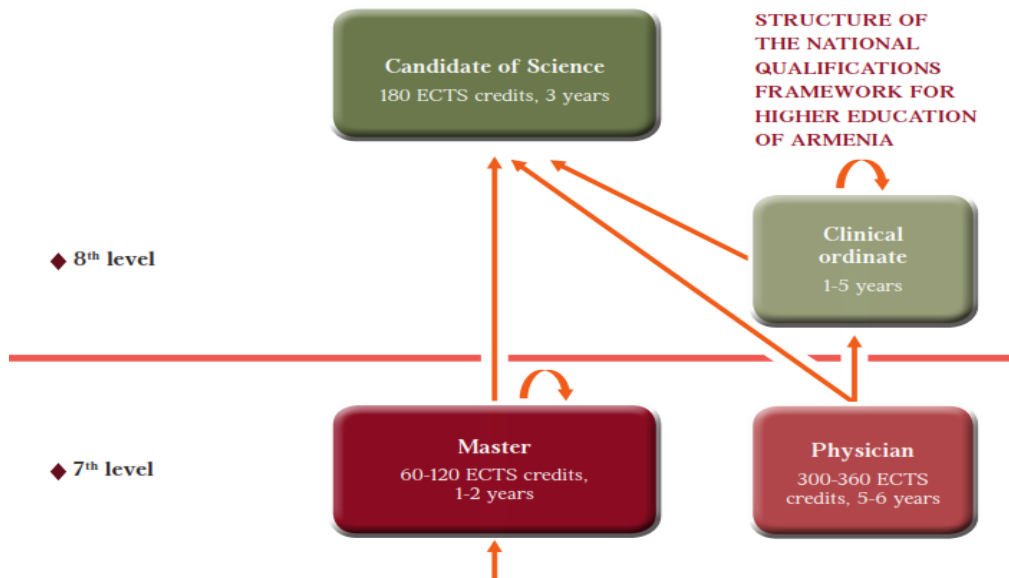 STRUCTURE OF
THE NATIONAL
QUALIFICATIONS
FRAMEWORK FOR
HIGHER EDUCATION
OF ARMENIA
Candidate of Science
180 ECTS credits, 3 years
◆ 8th level
Clinical
ordinate
1-5 years
◆ 7th level
Master
60-120 ECTS credits,
1-2 years
Physician
300-360 ECTS
credits, 5-6 years